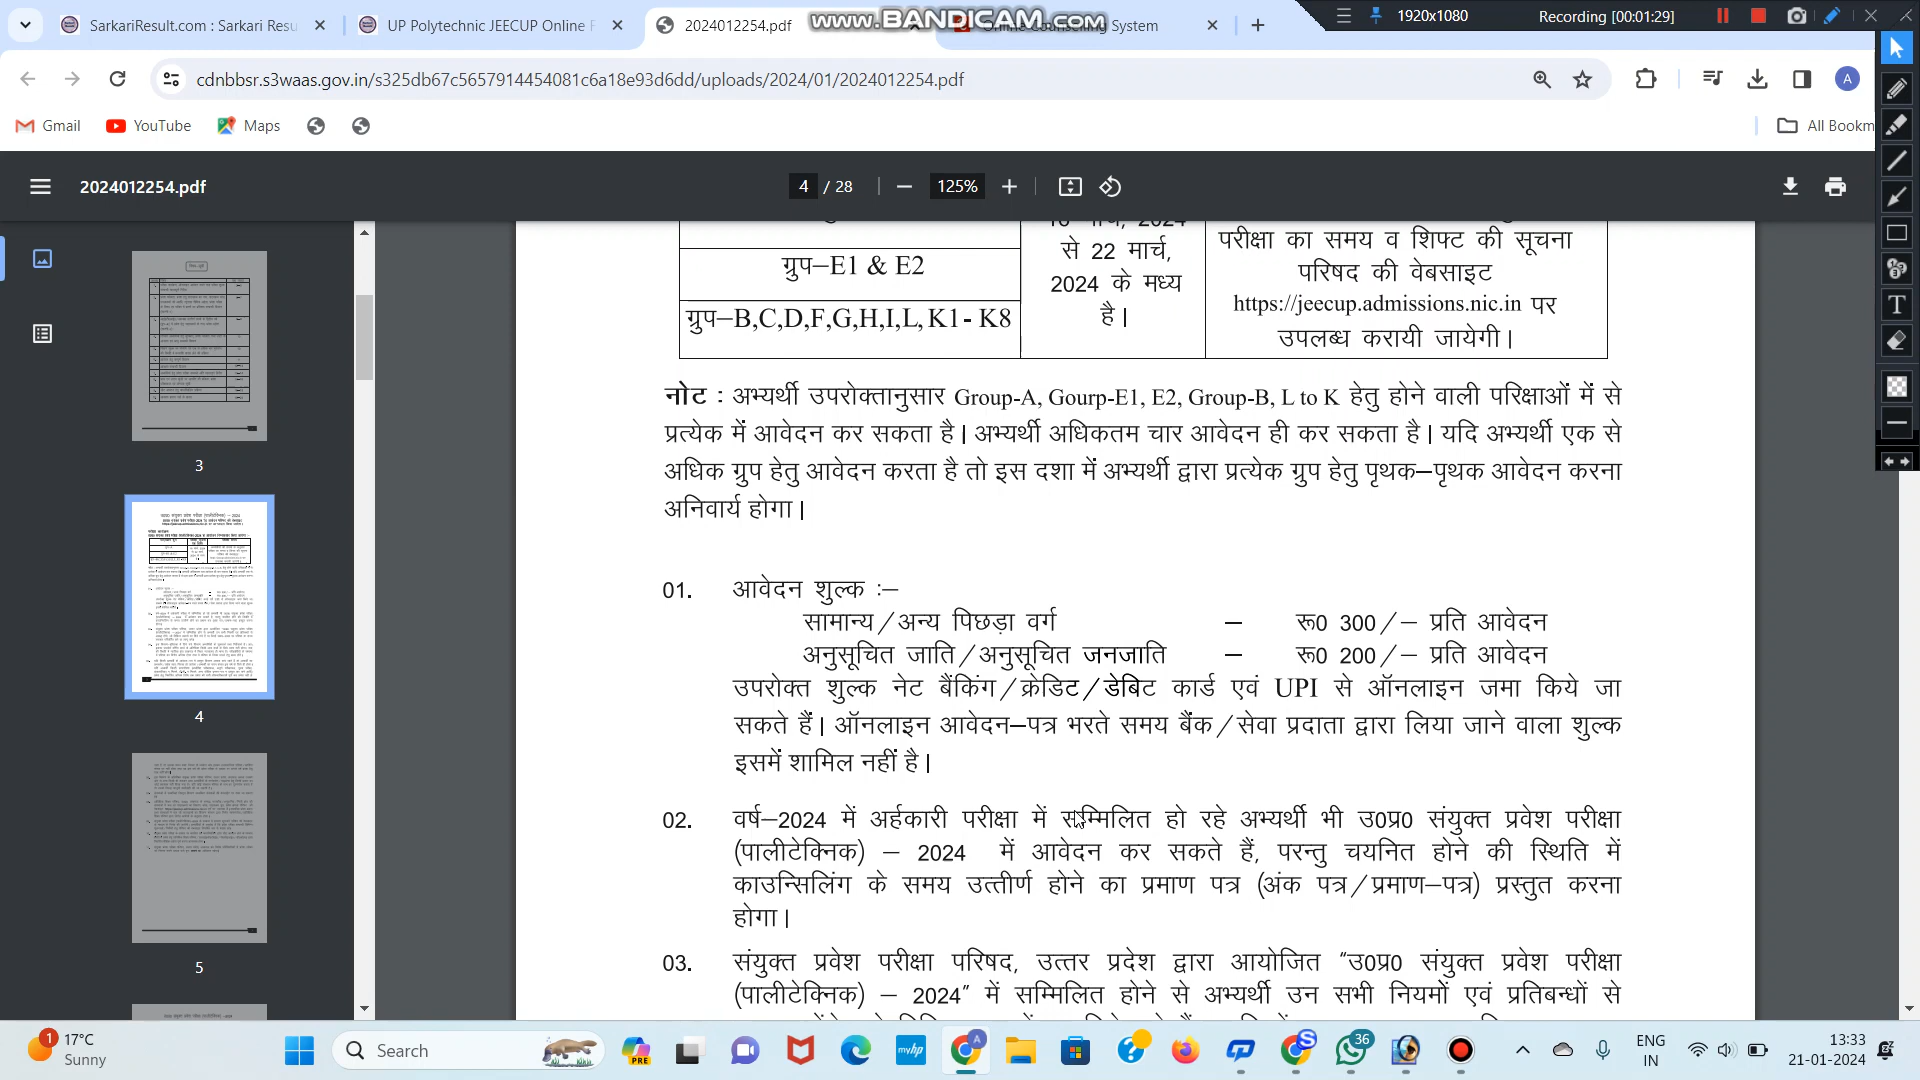 SarkariResult.com : Sarkari Resu
UP Polytechnic JEECUP Online F
2024012254.pdf
www.BANDICAM.com
Online Counselling System
1920x1080
Recording [00:01:29]
cdnbbsr.s3waas.gov.in/s325db67c5657914454081c6a18e93d6dd/uploads/2024/01/2024012254.pdf
A
Gmail
YouTube
Maps
All Bookm
2024012254.pdf
4 / 28
125%
से 22 मार्च,
2024 के मध्य
है।
परीक्षा का समय व शिफ्ट की सूचना
परिषद की वेबसाइट
https://jeecup.admissions.nic.in पर
उपलब्ध करायी जायेगी।
ग्रुप–E1 & E2
ग्रुप–B,C,D,F,G,H,I,L, K1- K8
नोट : अभ्यर्थी उपरोक्तानुसार Group-A, Gourp-E1, E2, Group-B, L to K हेतु होने वाली परिक्षाओं में से
प्रत्येक में आवेदन कर सकता है। अभ्यर्थी अधिकतम चार आवेदन ही कर सकता है। यदि अभ्यर्थी एक से
अधिक ग्रुप हेतु आवेदन करता है तो इस दशा में अभ्यर्थी द्वारा प्रत्येक ग्रुप हेतु पृथक–पृथक आवेदन करना
अनिवार्य होगा।
01. आवेदन शुल्क :–
सामान्य/अन्य पिछड़ा वर्ग – रू0 300/– प्रति आवेदन
अनुसूचित जाति/अनुसूचित जनजाति – रू0 200/– प्रति आवेदन
उपरोक्त शुल्क नेट बैंकिंग/क्रेडिट/डेबिट कार्ड एवं UPI से ऑनलाइन जमा किये जा
सकते हैं। ऑनलाइन आवेदन–पत्र भरते समय बैंक/सेवा प्रदाता द्वारा लिया जाने वाला शुल्क
इसमें शामिल नहीं है।
02. वर्ष–2024 में अर्हकारी परीक्षा में सम्मिलित हो रहे अभ्यर्थी भी उ0प्र0 संयुक्त प्रवेश परीक्षा
(पालीटेक्निक) – 2024 में आवेदन कर सकते हैं, परन्तु चयनित होने की स्थिति में
काउन्सिलिंग के समय उत्तीर्ण होने का प्रमाण पत्र (अंक पत्र/प्रमाण–पत्र) प्रस्तुत करना
होगा।
03. संयुक्त प्रवेश परीक्षा परिषद, उत्तर प्रदेश द्वारा आयोजित "उ0प्र0 संयुक्त प्रवेश परीक्षा
(पालीटेक्निक) – 2024" में सम्मिलित होने से अभ्यर्थी उन सभी नियमों एवं प्रतिबन्धों से
3
4
5
1
17°C
Sunny
Search
PRE
myhp
A
S
36
ENG
IN
13:33
21-01-2024